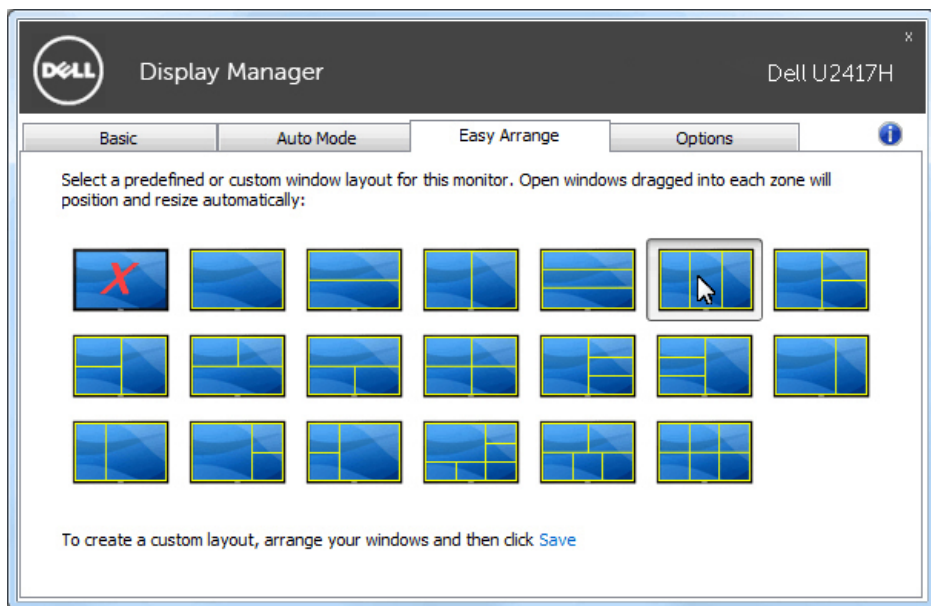 DELL
Display Manager
Dell U2417H
x
Basic
Auto Mode
Easy Arrange
Options
Select a predefined or custom window layout for this monitor. Open windows dragged into each zone will
position and resize automatically:
To create a custom layout, arrange your windows and then click Save